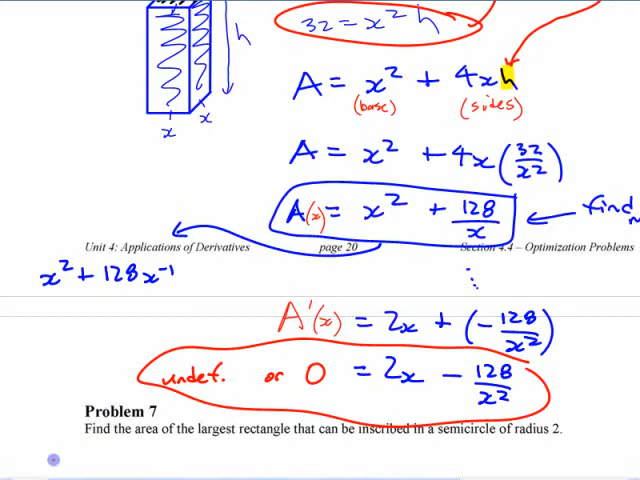 32 = x² h
h
A = x² + 4xh
(base) (sides)
x
x
A = x² + 4x(32/x²)
A(x) = x² + 128/x ← find
Unit 4: Applications of Derivatives page 20 Section 4.4 – Optimization Problems
x² + 128x⁻¹
A'(x) = 2x + (-128/x²)
undef. or 0 = 2x - 128/x²
Problem 7
Find the area of the largest rectangle that can be inscribed in a semicircle of radius 2.